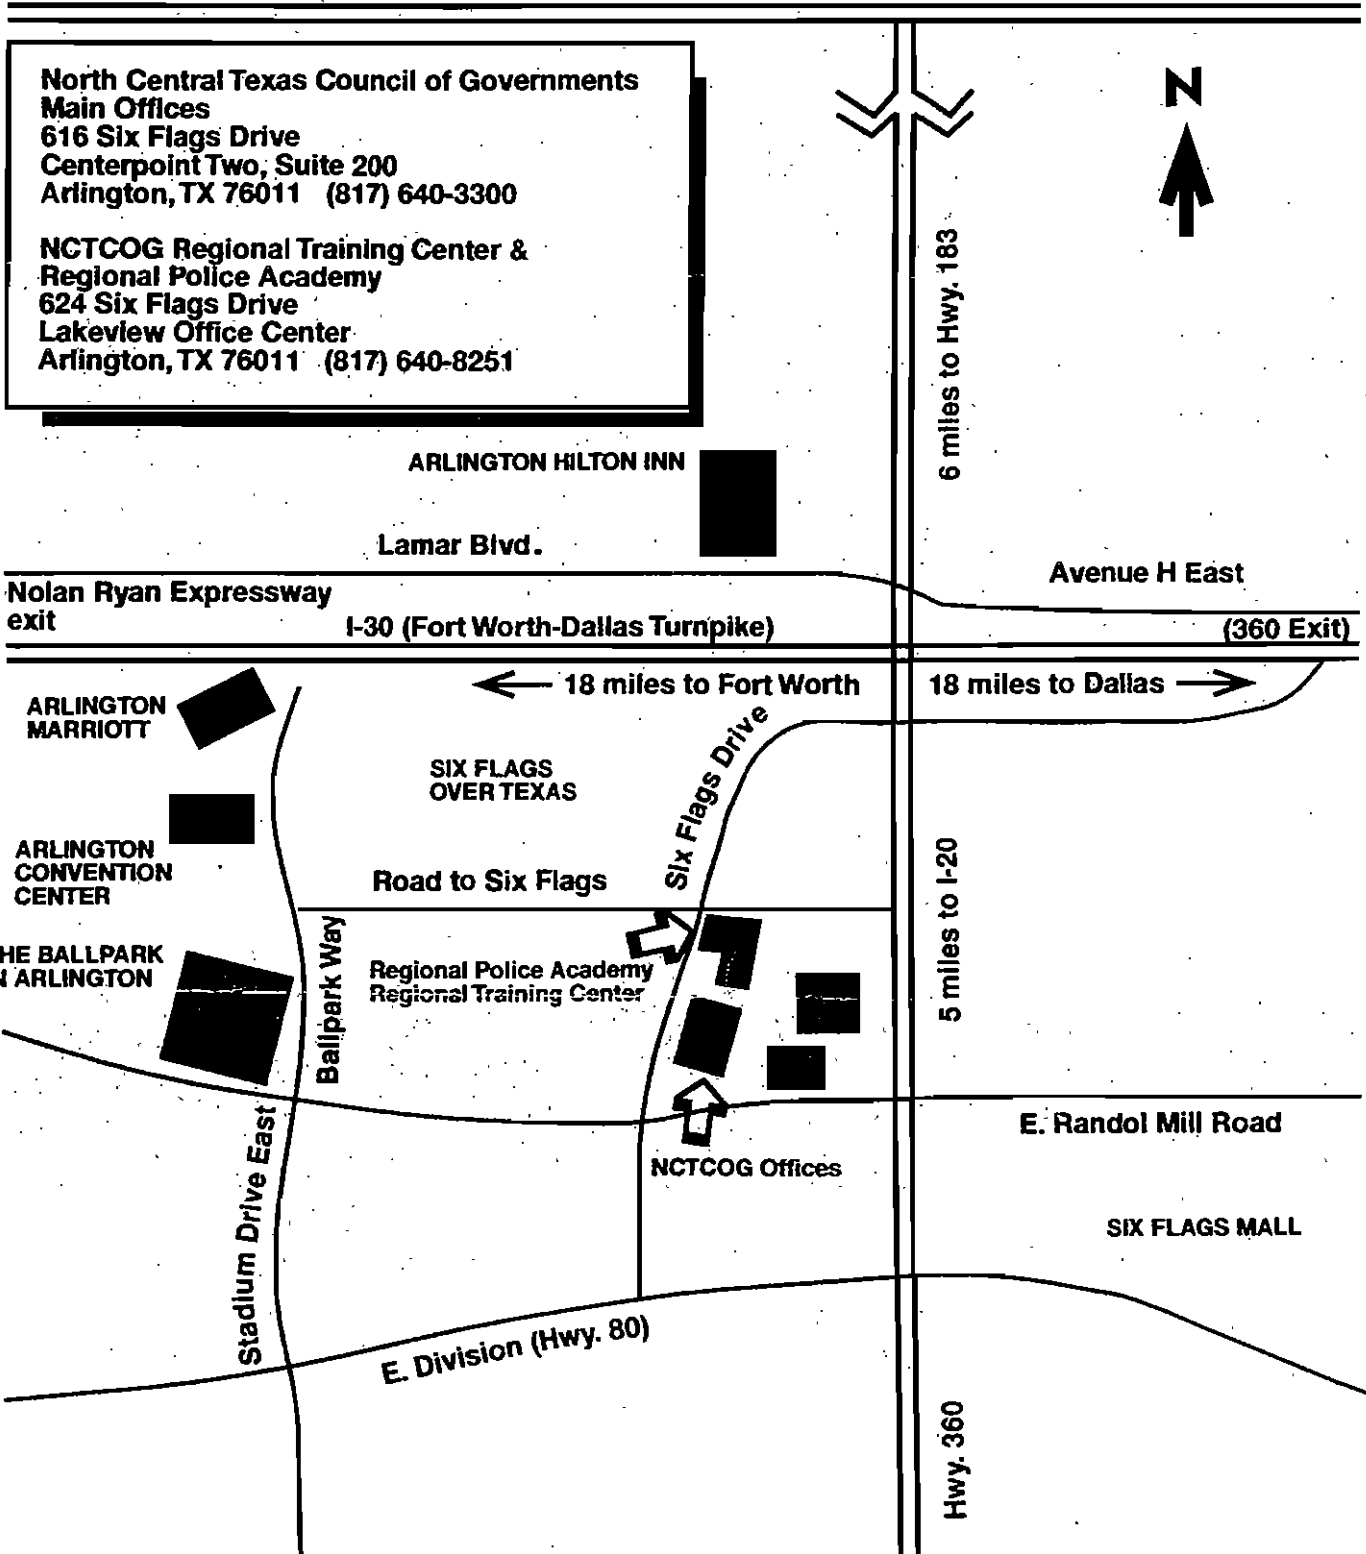 North Central Texas Council of Governments
Main Offices
616 Six Flags Drive
Centerpoint Two, Suite 200
Arlington, TX 76011 (817) 640-3300
NCTCOG Regional Training Center &
Regional Police Academy
624 Six Flags Drive
Lakeview Office Center
Arlington, TX 76011 (817) 640-8251
N
6 miles to Hwy. 183
ARLINGTON HILTON INN
Lamar Blvd.
Avenue H East
Nolan Ryan Expressway
exit
I-30 (Fort Worth-Dallas Turnpike)
(360 Exit)
18 miles to Fort Worth
18 miles to Dallas
ARLINGTON
MARRIOTT
Six Flags Drive
SIX FLAGS
OVER TEXAS
ARLINGTON
CONVENTION
CENTER
Road to Six Flags
5 miles to I-20
HE BALLPARK
N ARLINGTON
Ballpark Way
Regional Police Academy
Regional Training Center
E. Randol Mill Road
NCTCOG Offices
Stadium Drive East
SIX FLAGS MALL
E. Division (Hwy. 80)
Hwy. 360